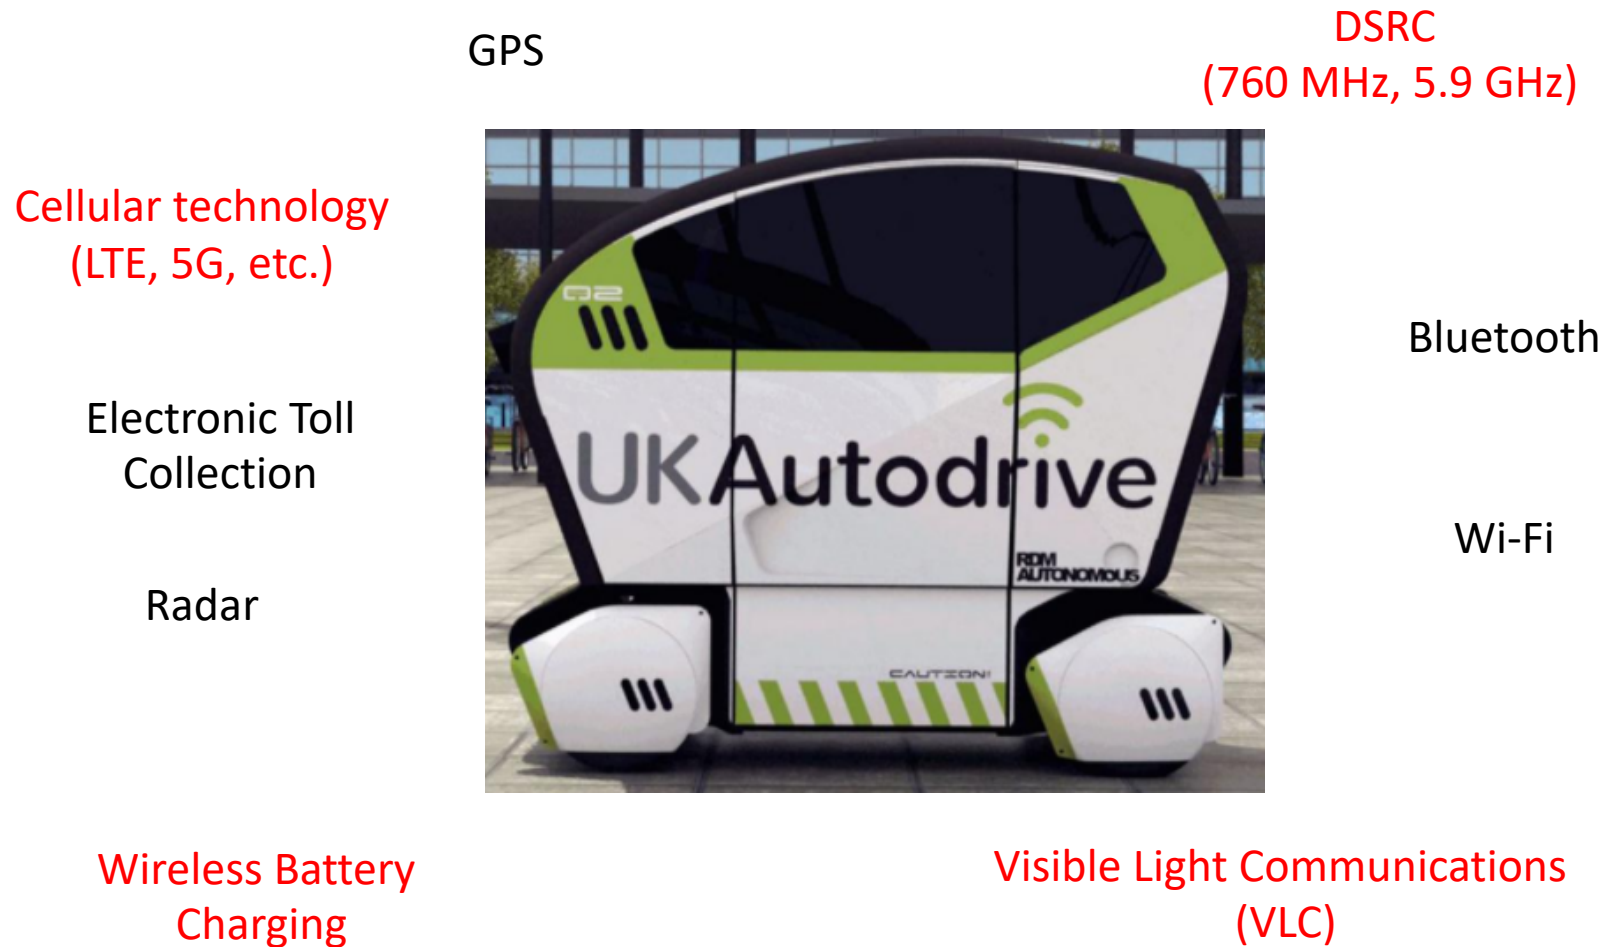 GPS
DSRC
(760 MHz, 5.9 GHz)
Cellular technology
(LTE, 5G, etc.)
02
Bluetooth
Electronic Toll
Collection
UKAutodrive
Wi-Fi
RDM
AUTONOMOUS
Radar
CAUTION!
Wireless Battery
Charging
Visible Light Communications
(VLC)